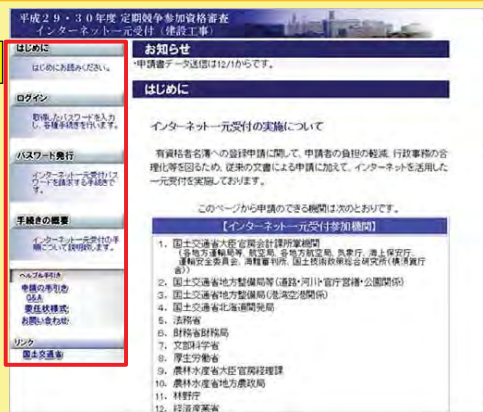 平成29・30年度 定期競争参加資格審査
インターネット一元受付（建設工事）
はじめに
はじめにお読みください。
ログイン
取得したパスワードを入力
し、各種手続きを行います。
パスワード発行
インターネット一元受付パス
ワードを請求する手続きで
す。
手続きの概要
インターネット一元受付の手
順について説明致します。
ヘルプ&手引き
申請の手引き
Q&A
委任状様式
お問い合わせ
リンク
国土交通省
お知らせ
・申請書データ送信は12/1からです。
はじめに
インターネット一元受付の実施について
有資格者名簿への登録申請に関して、申請者の負担の軽減、行政事務の合
理化等を図るため、従来の文書による申請に加えて、インターネットを活用した
一元受付を実施しております。
このページから申請のできる機関は次のとおりです。
【インターネット一元受付参加機関】
1. 国土交通省大臣官房会計課所掌機関
（各地方運輸局等、航空局、各地方航空局、気象庁、海上保安庁、
運輸安全委員会、海難審判所、国土技術政策総合研究所(横須賀庁
舎)）
2. 国土交通省地方整備局等(道路・河川・官庁営繕・公園関係)
3. 国土交通省地方整備局(港湾空港関係)
4. 国土交通省北海道開発局
5. 法務省
6. 財務省財務局
7. 文部科学省
8. 厚生労働省
9. 農林水産省大臣官房経理課
10. 農林水産省地方農政局
11. 林野庁
12. 経済産業省